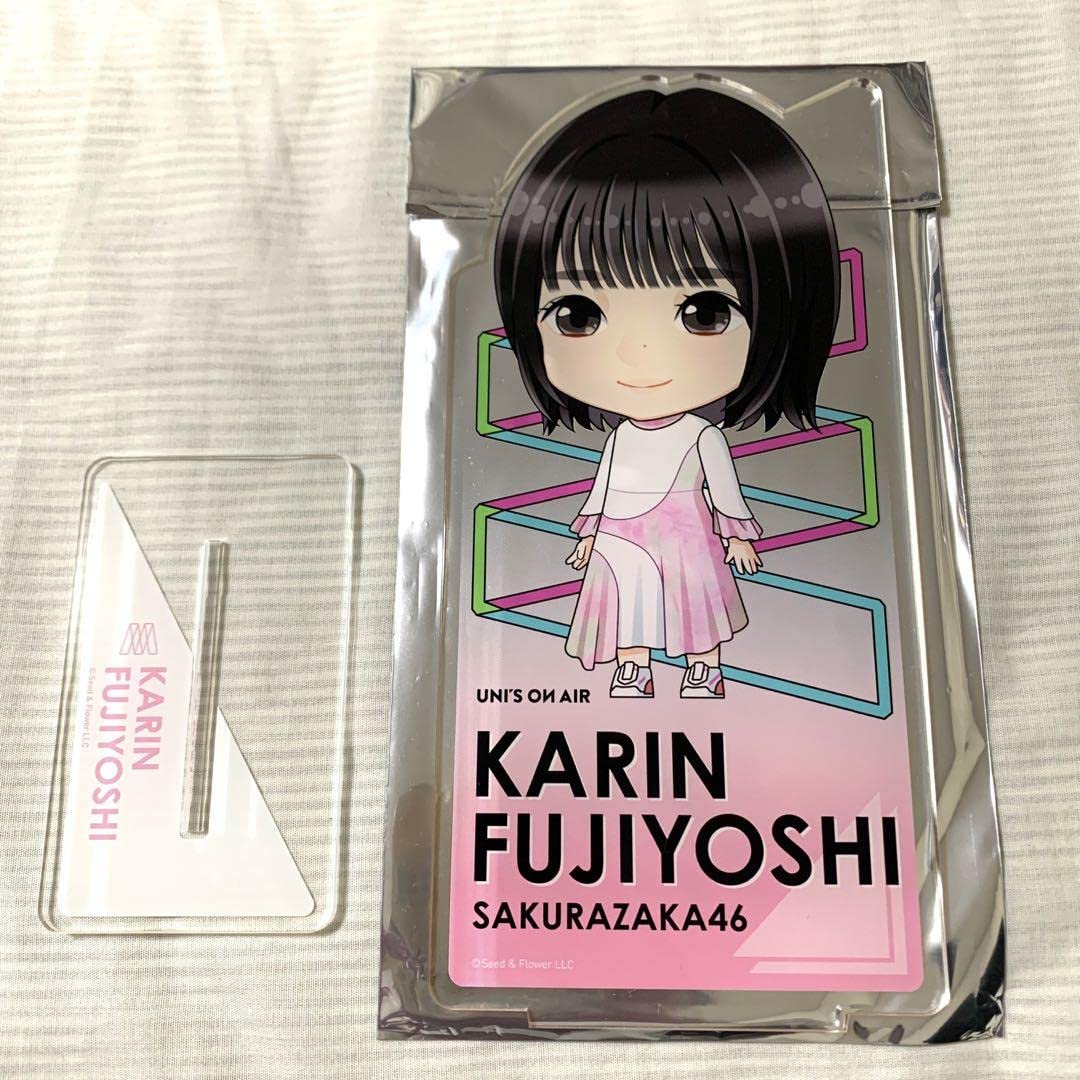 KARIN
FUJIYOSHI
©Seed & Flower LLC
UNI'S ON AIR
KARIN
FUJIYOSHI
SAKURAZAKA46
©Seed & Flower LLC